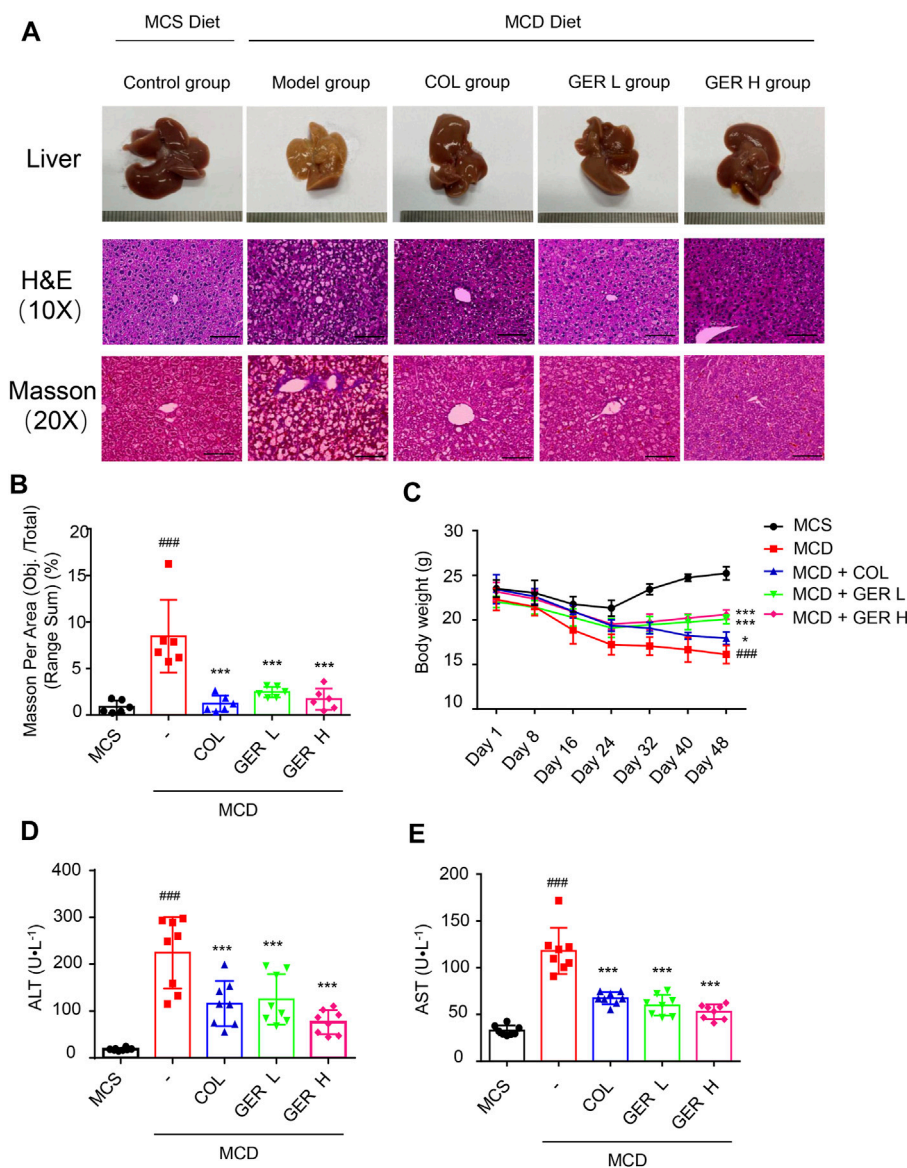 A
MCS Diet
MCD Diet
Control group
Model group
COL group
GER L group
GER H group
Liver
H&E
(10X)
Masson
(20X)
B
Masson Per Area (Obj. /Total)
(Range Sum) (%)
20
15
10
5
0
###
***
***
***
MCS
-
COL
GER L
GER H
MCD
C
Body weight (g)
30
25
20
15
10
MCS
MCD
MCD + COL
MCD + GER L
MCD + GER H
***
***
*
###
Day 1
Day 8
Day 16
Day 24
Day 32
Day 40
Day 48
D
ALT (U•L-1)
400
300
200
100
0
###
***
***
***
MCS
-
COL
GER L
GER H
MCD
E
AST (U•L-1)
200
150
100
50
0
###
***
***
***
MCS
-
COL
GER L
GER H
MCD